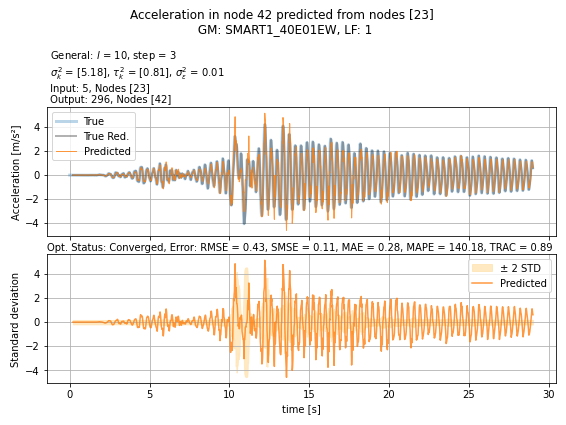 Acceleration in node 42 predicted from nodes [23]
GM: SMART1_40E01EW, LF: 1
General: l = 10, step = 3
σ²ₖ = [5.18], τ²ₖ = [0.81], σ²ε = 0.01
Input: 5, Nodes [23]
Output: 296, Nodes [42]
True
True Red.
Predicted
Acceleration [m/s²]
4
2
0
−2
−4
Opt. Status: Converged, Error: RMSE = 0.43, SMSE = 0.11, MAE = 0.28, MAPE = 140.18, TRAC = 0.89
± 2 STD
Predicted
Standard deviation
4
2
0
−2
−4
0 5 10 15 20 25 30
time [s]